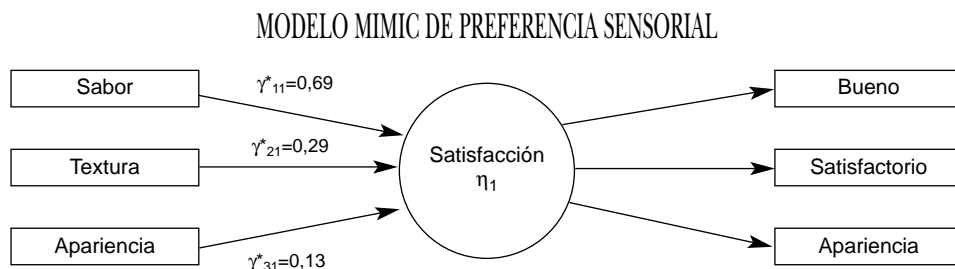 MODELO MIMIC DE PREFERENCIA SENSORIAL
Sabor
γ*11=0,69
Bueno
Textura
γ*21=0,29
Satisfacción
η1
Satisfactorio
Apariencia
γ*31=0,13
Apariencia